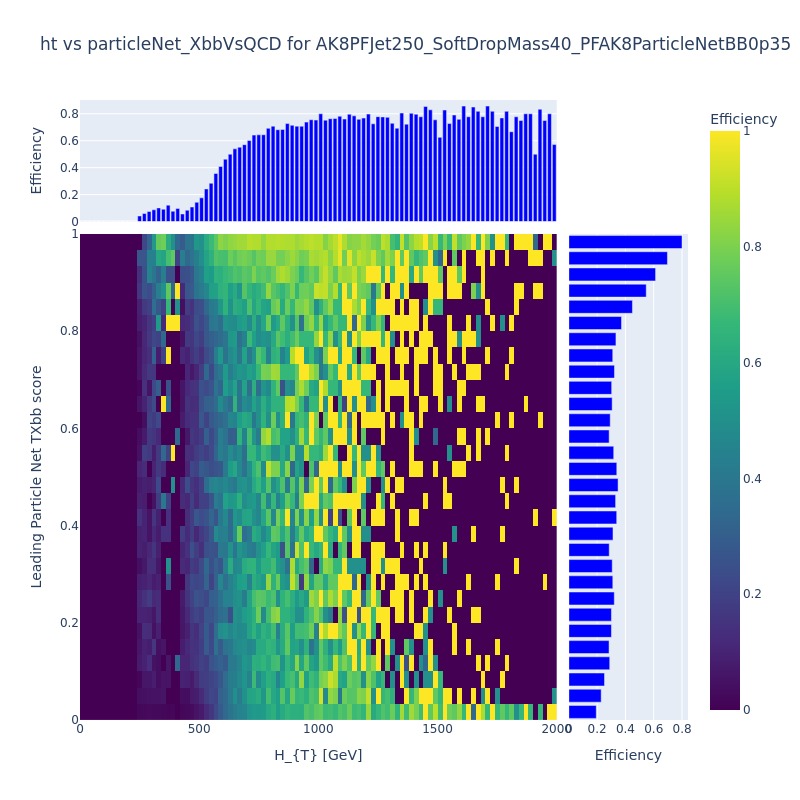 ht vs particleNet_XbbVsQCD for AK8PFJet250_SoftDropMass40_PFAK8ParticleNetBB0p35
Efficiency
0.8
0.6
0.4
0.2
0
Efficiency
1
0.8
0.6
0.4
0.2
0
Leading Particle Net TXbb score
1
0.8
0.6
0.4
0.2
0
0 500 1000 1500 2000
H_{T} [GeV]
0 0.2 0.4 0.6 0.8
Efficiency